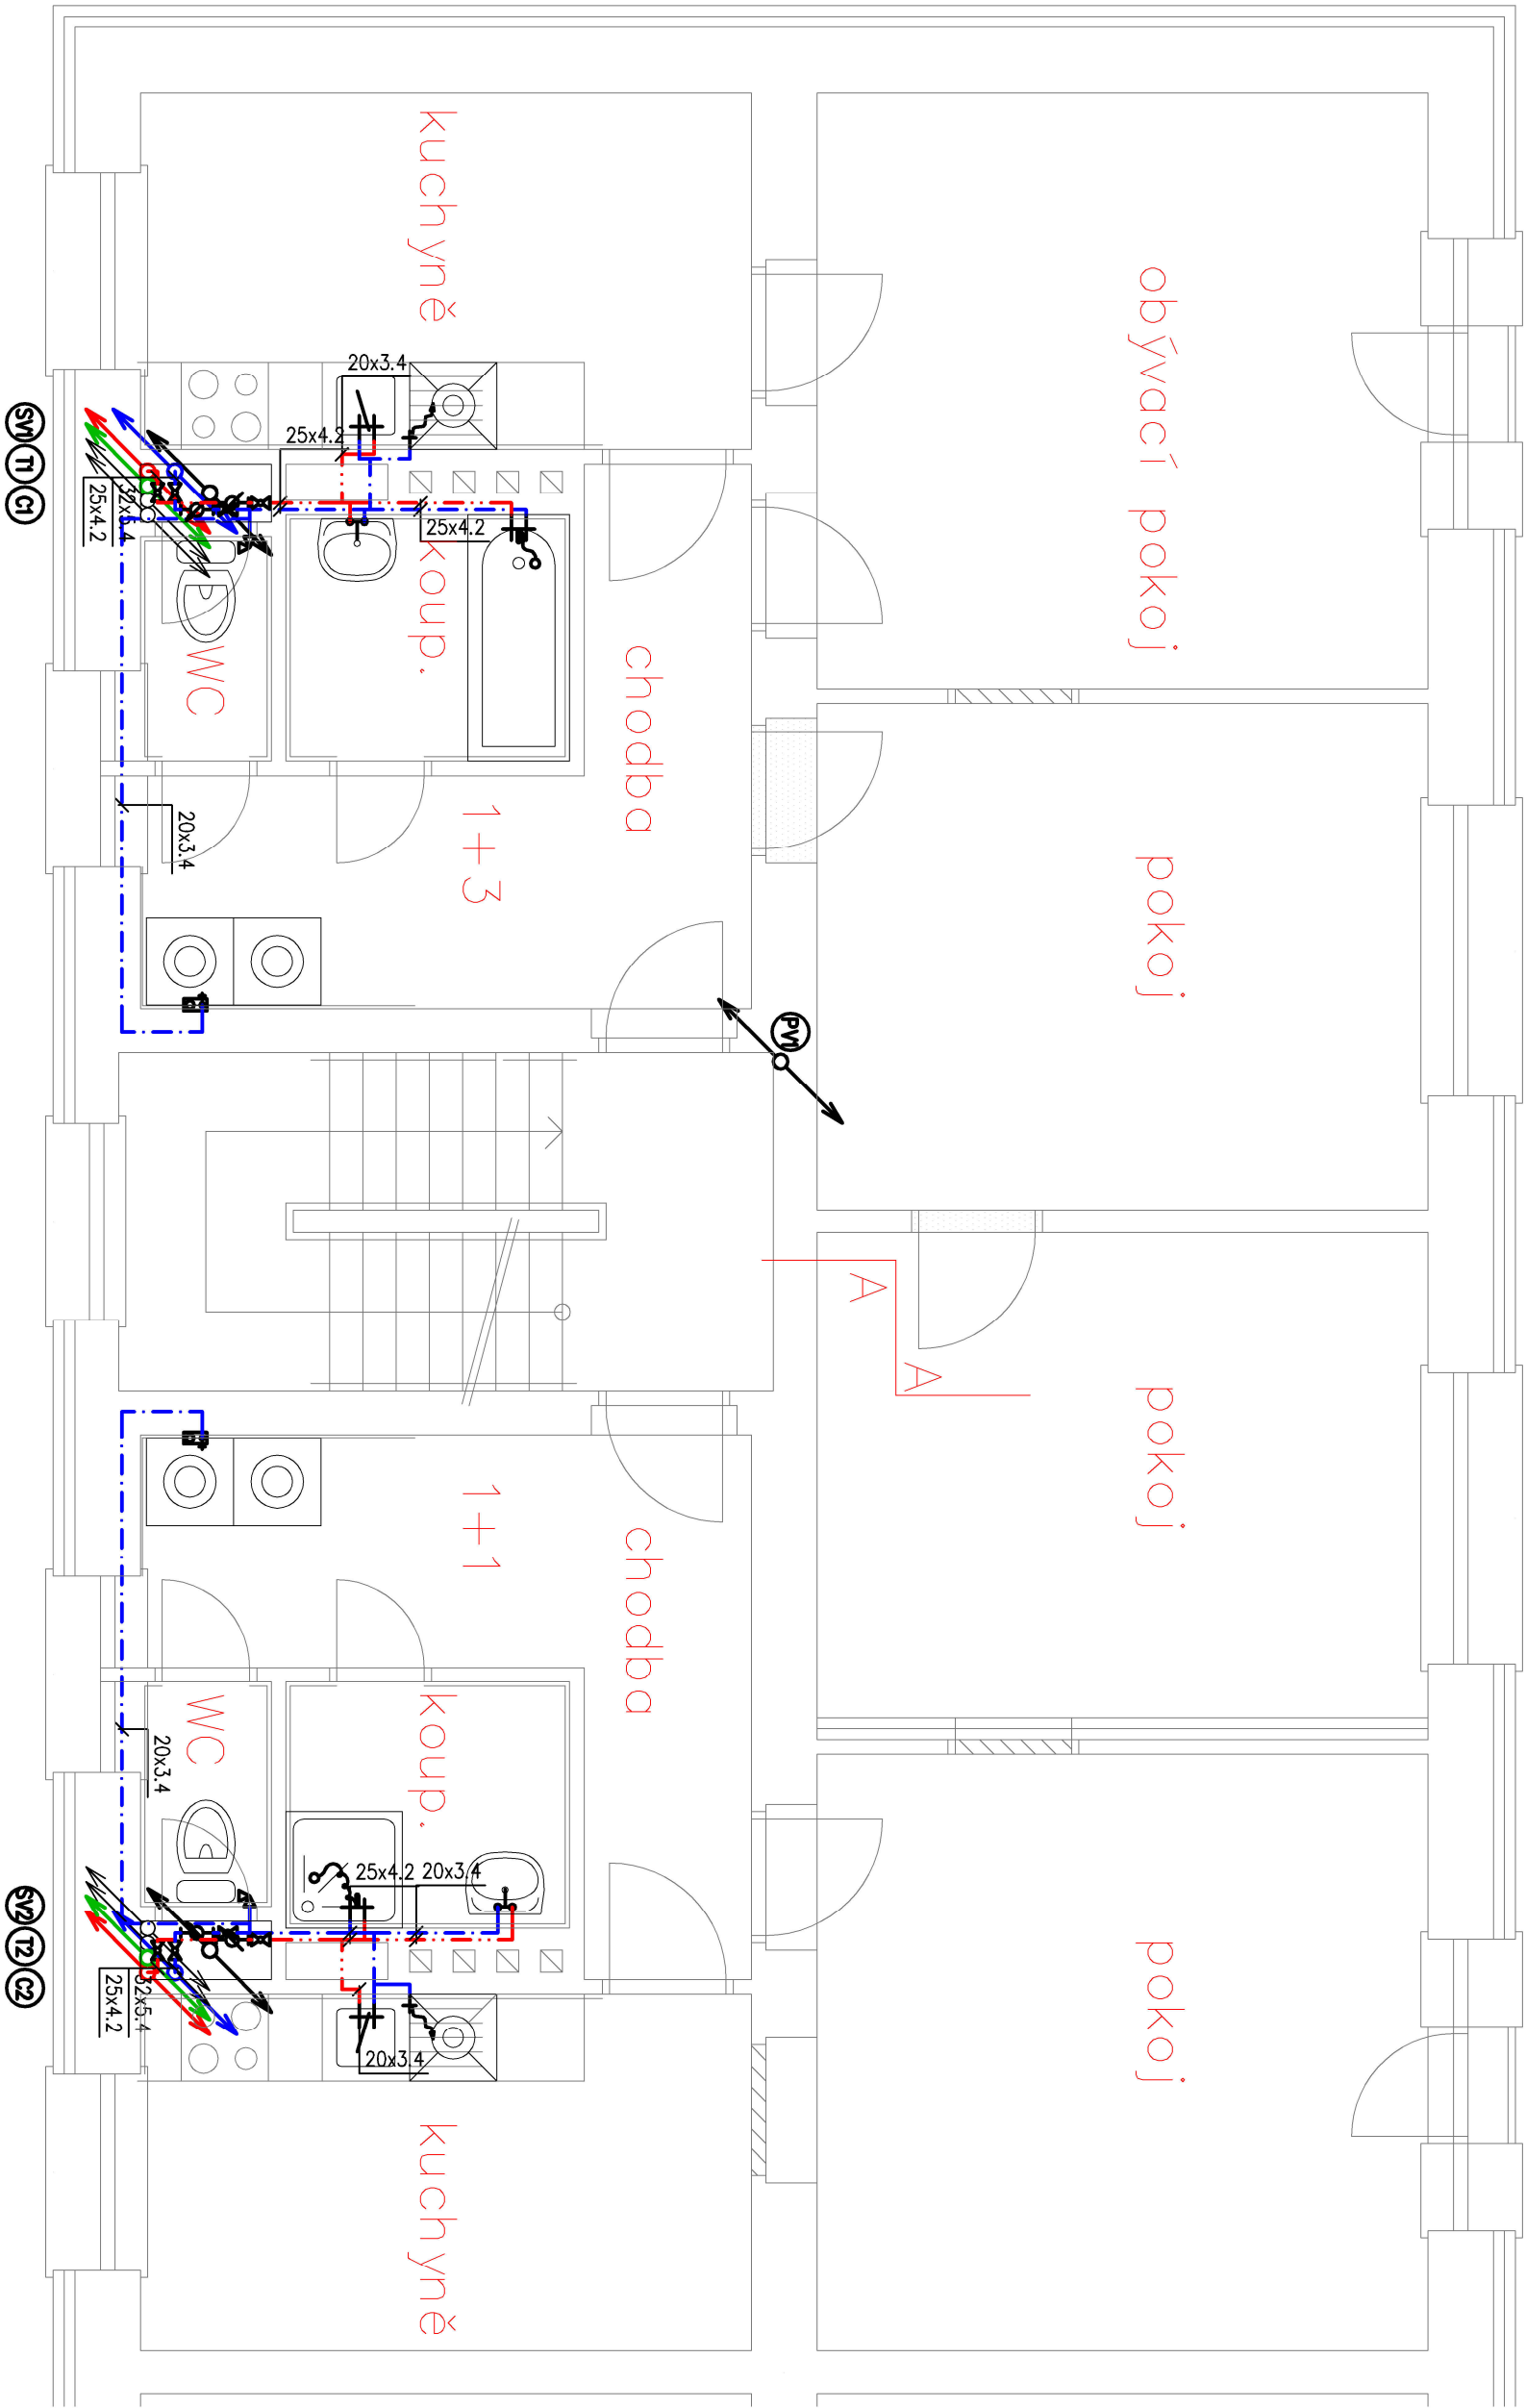 obývací pokoj
pokoj
pokoj
pokoj
A
A
PV1
chodba
chodba
1+3
1+1
kuchyně
koup.
koup.
kuchyně
WC
WC
20x3.4
25x4.2
25x4.2
32x5.4
25x4.2
20x3.4
20x3.4
25x4.2
20x3.4
20x3.4
32x5.4
25x4.2
SV1 T1 C1
SV2 T2 C2